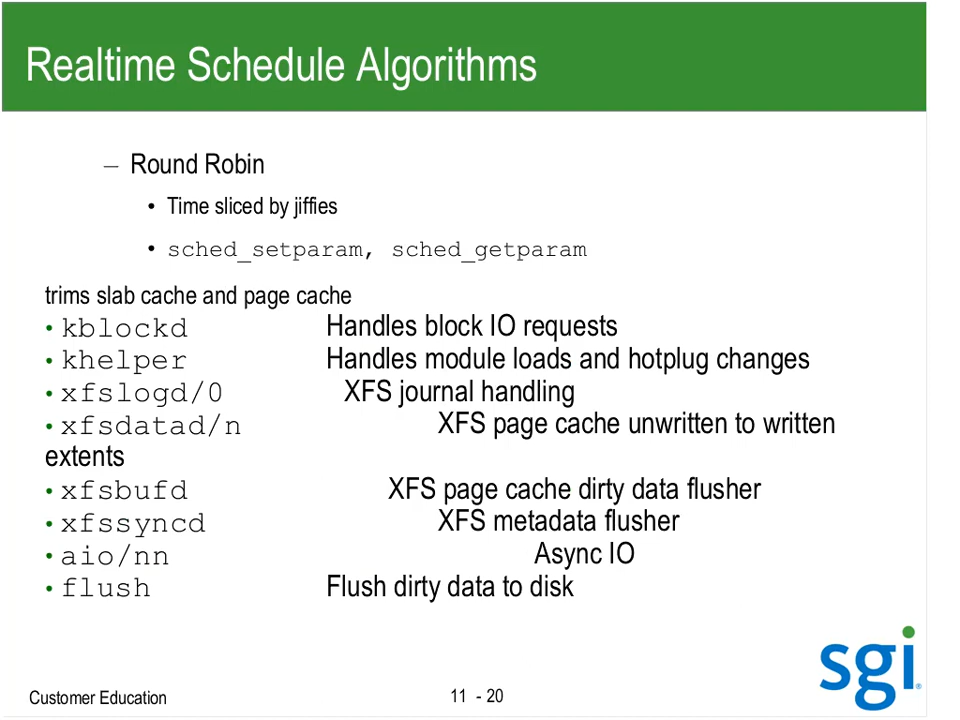 Realtime Schedule Algorithms
– Round Robin
• Time sliced by jiffies
• sched_setparam, sched_getparam
trims slab cache and page cache
• kblockd Handles block IO requests
• khelper Handles module loads and hotplug changes
• xfslogd/0 XFS journal handling
• xfsdatad/n XFS page cache unwritten to written
extents
• xfsbufd XFS page cache dirty data flusher
• xfssyncd XFS metadata flusher
• aio/nn Async IO
• flush Flush dirty data to disk
sgi®
Customer Education 11 - 20